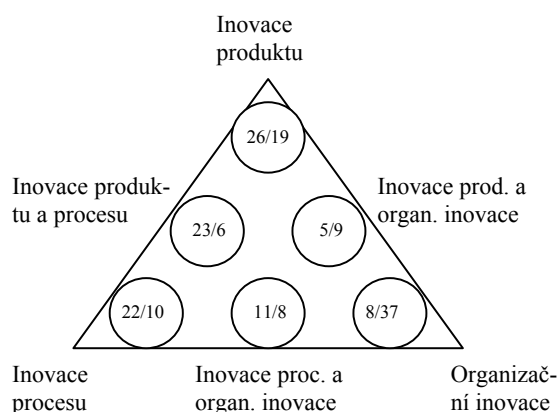 Inovace
produktu
26/19
Inovace produk-
tu a procesu
Inovace prod. a
organ. inovace
23/6
5/9
22/10
11/8
8/37
Inovace
procesu
Inovace proc. a
organ. inovace
Organizač-
ní inovace